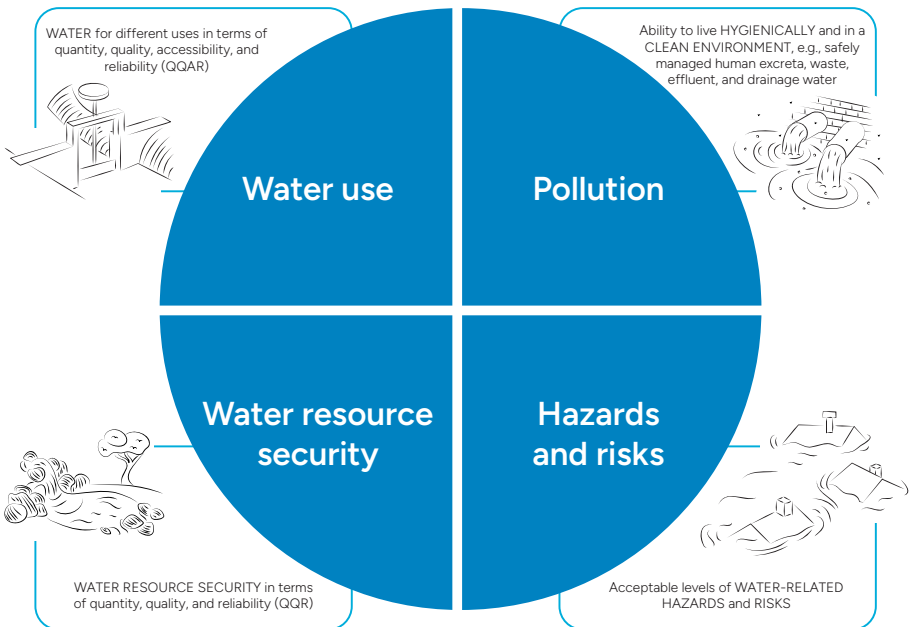 WATER for different uses in terms of
quantity, quality, accessibility, and
reliability (QQAR)
Ability to live HYGIENICALLY and in a
CLEAN ENVIRONMENT, e.g., safely
managed human excreta, waste,
effluent, and drainage water
Water use
Pollution
Water resource
security
Hazards
and risks
WATER RESOURCE SECURITY in terms
of quantity, quality, and reliability (QQR)
Acceptable levels of WATER-RELATED
HAZARDS and RISKS